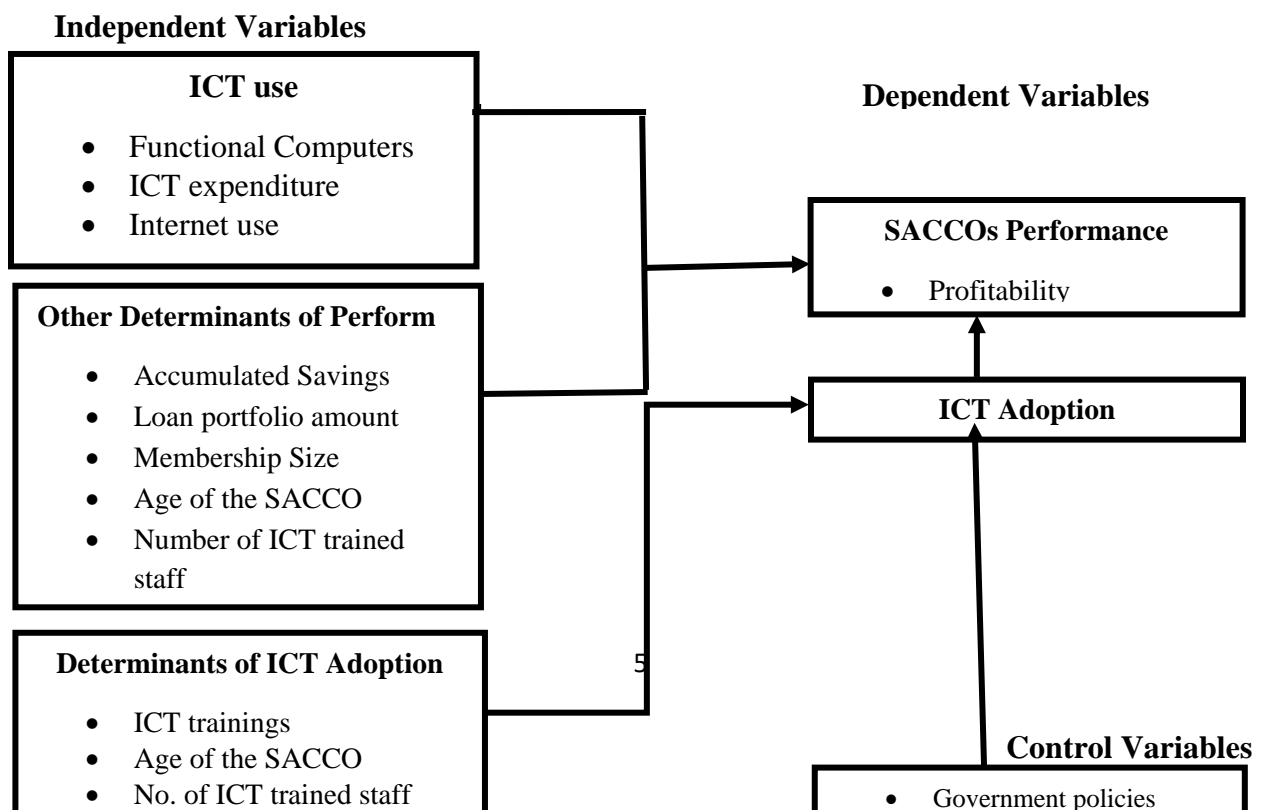 Independent Variables
ICT use
• Functional Computers
• ICT expenditure
• Internet use
Other Determinants of Perform
• Accumulated Savings
• Loan portfolio amount
• Membership Size
• Age of the SACCO
• Number of ICT trained
staff
Determinants of ICT Adoption
• ICT trainings
• Age of the SACCO
• No. of ICT trained staff
5
Dependent Variables
SACCOs Performance
• Profitability
ICT Adoption
Control Variables
• Government policies